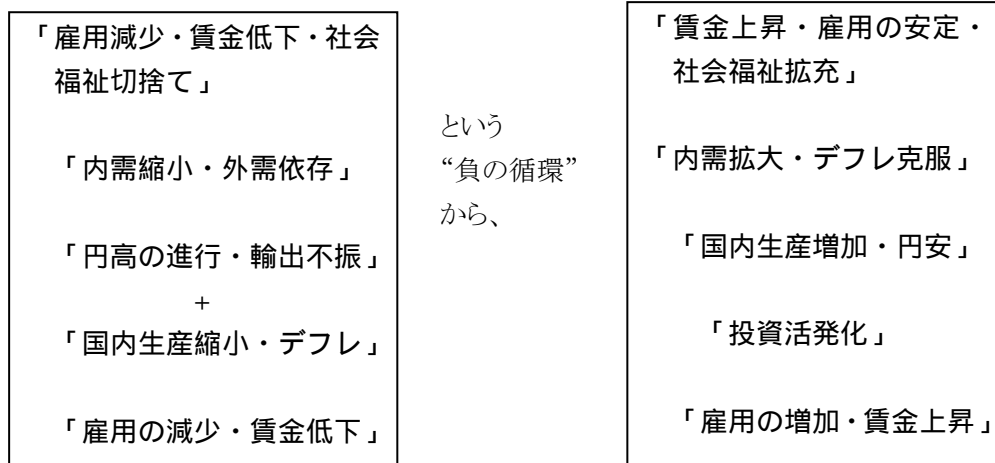 「雇用減少・賃金低下・社会
福祉切捨て」
「内需縮小・外需依存」
「円高の進行・輸出不振」
+
「国内生産縮小・デフレ」
「雇用の減少・賃金低下」
という
“負の循環”
から、
「賃金上昇・雇用の安定・
社会福祉拡充」
「内需拡大・デフレ克服」
「国内生産増加・円安」
「投資活発化」
「雇用の増加・賃金上昇」